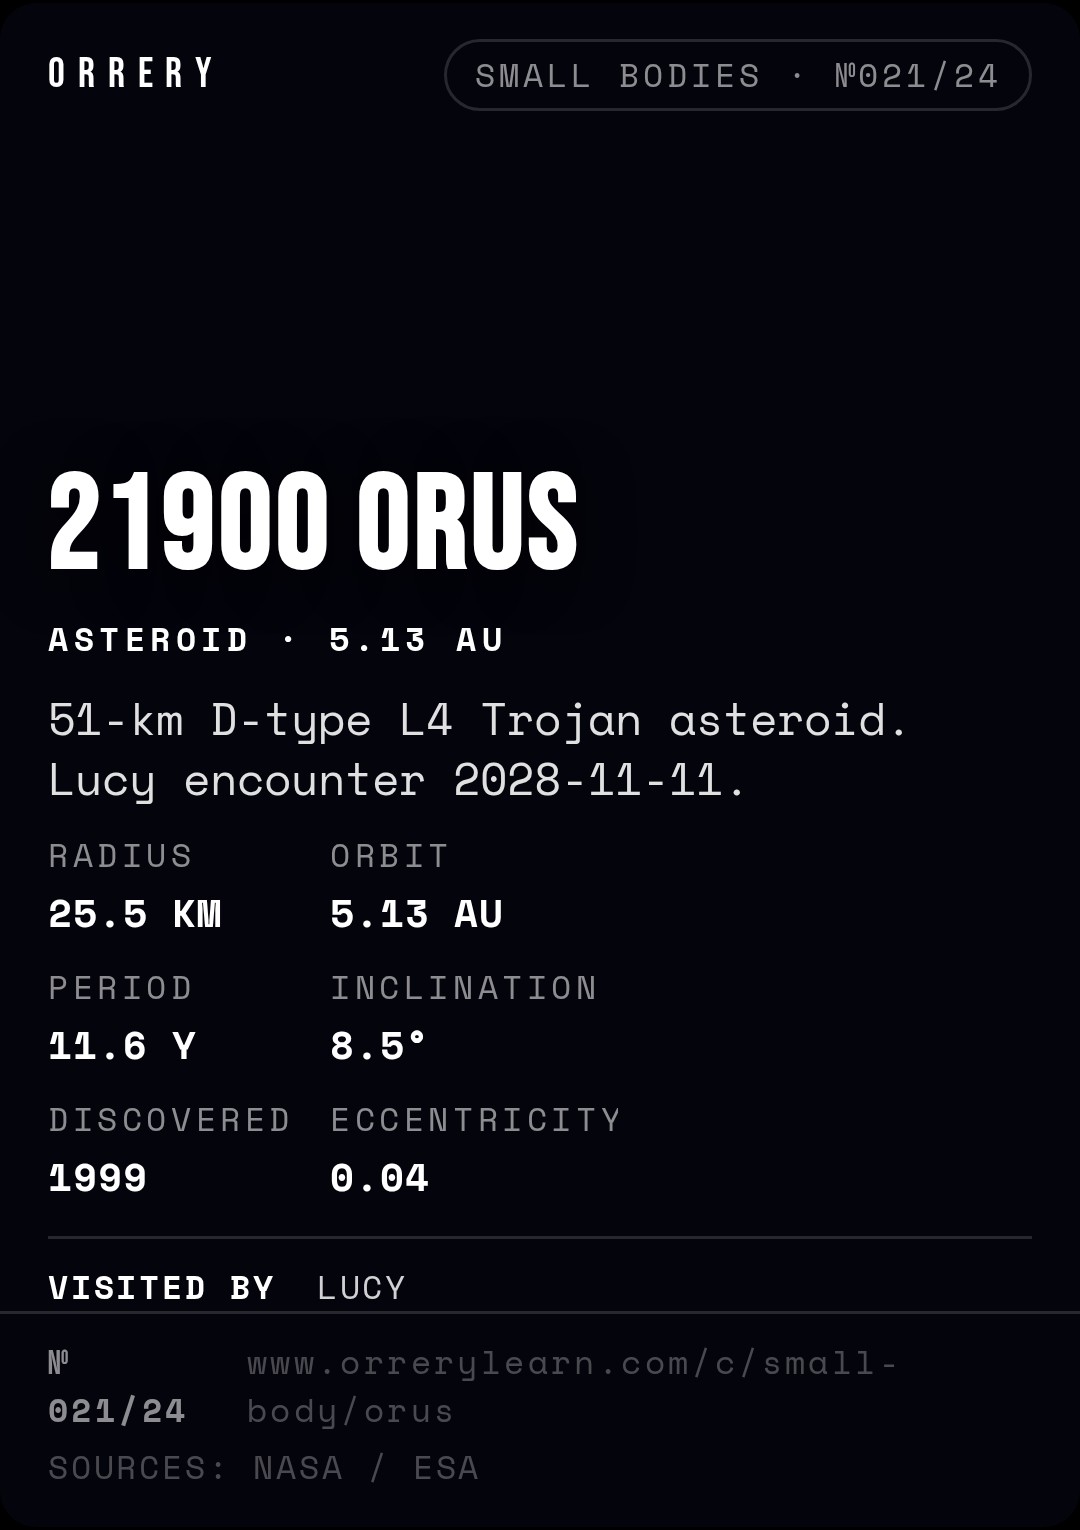 ORRERY
SMALL BODIES · №021/24
21900 ORUS
ASTEROID · 5.13 AU
51-km D-type L4 Trojan asteroid.
Lucy encounter 2028-11-11.
RADIUS ORBIT
25.5 KM 5.13 AU
PERIOD INCLINATION
11.6 Y 8.5°
DISCOVERED ECCENTRICITY
1999 0.04
VISITED BY LUCY
№ www.orrerylearn.com/c/small-
021/24 body/orus
SOURCES: NASA / ESA